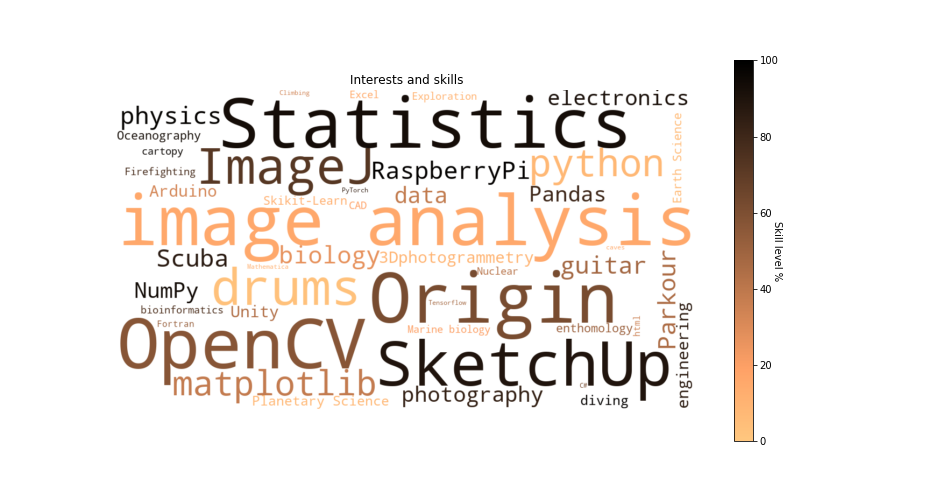 Interests and skills
Climbing
Excel
Exploration
electronics
physics
Statistics
Oceanography
cartopy
Firefighting
ImageJ
RaspberryPi
python
Earth Science
Arduino
PyTorch
Skikit-Learn
CAD
data
Pandas
image analysis
Scuba
biology
3Dphotogrammetry
caves
Mathematica
Nuclear
guitar
Parkour
NumPy
drums
Origin
Tensorflow
bioinformatics
Unity
Fortran
Marine biology
enthomology
html
engineering
OpenCV
SketchUp
matplotlib
C#
Planetary Science
photography
diving
100
80
60
40
20
0
Skill level %